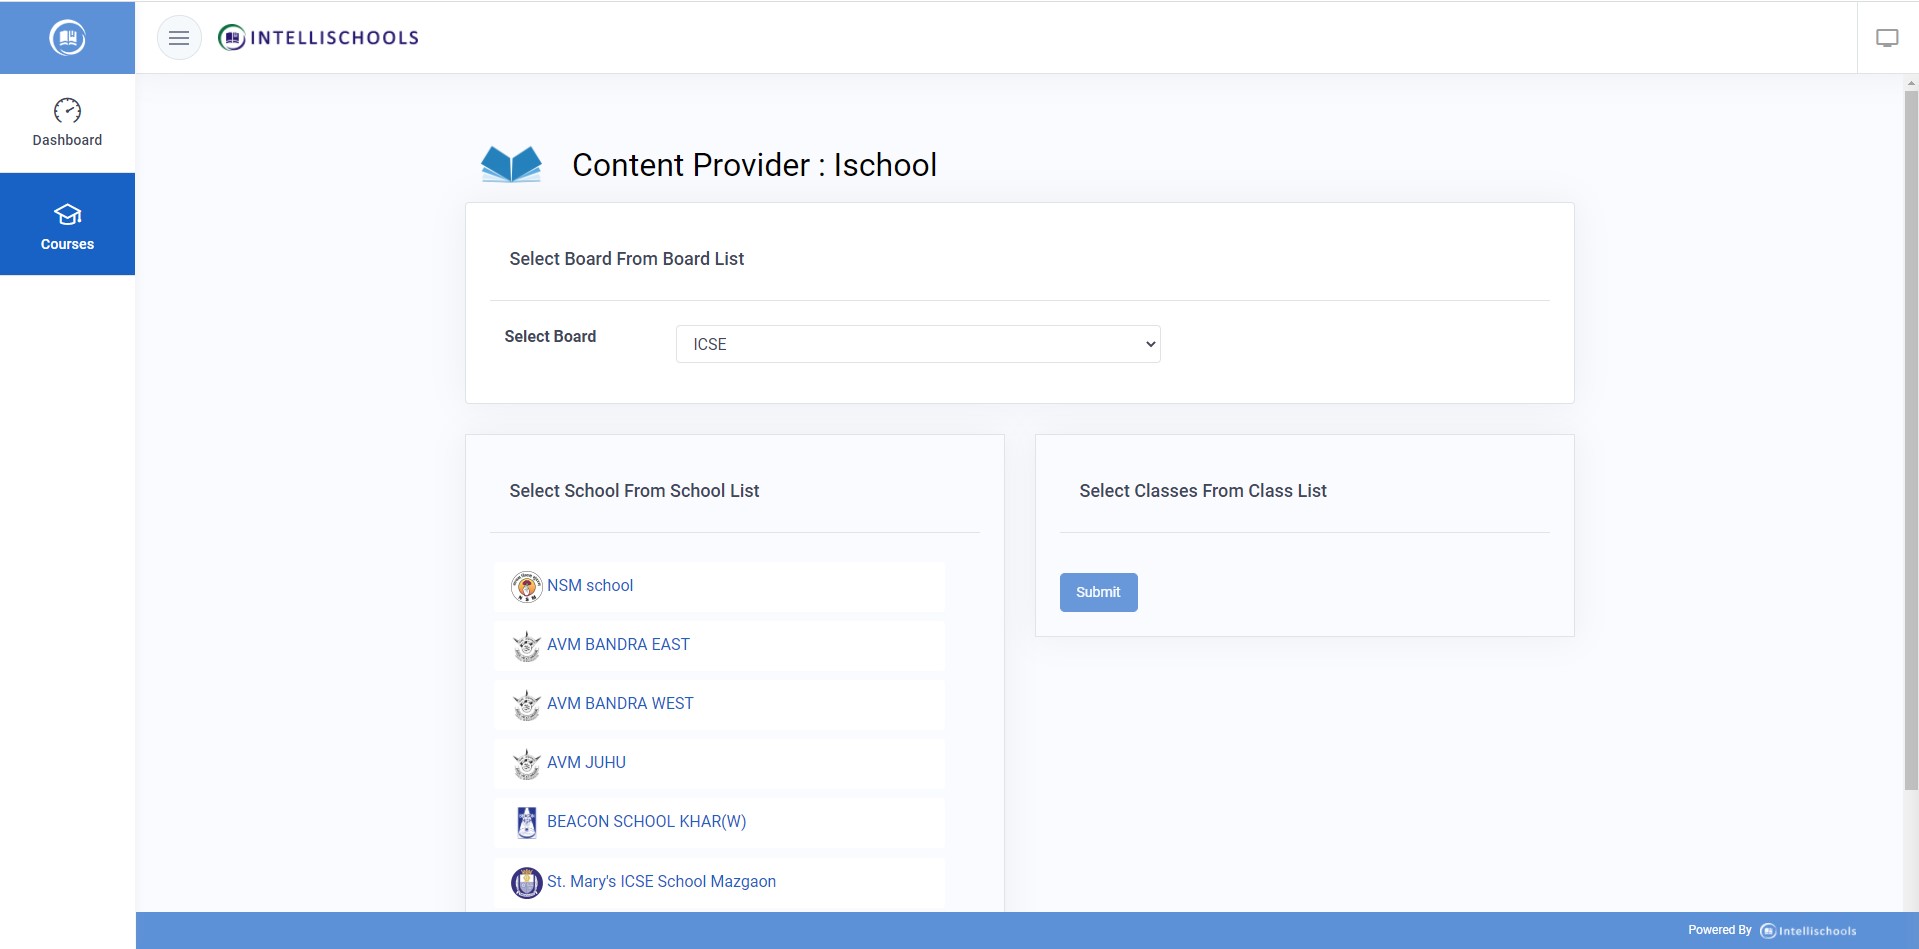 INTELLISCHOOLS
Dashboard
Courses
Content Provider : Ischool
Select Board From Board List
Select Board
ICSE
Select School From School List
NSM school
AVM BANDRA EAST
AVM BANDRA WEST
AVM JUHU
BEACON SCHOOL KHAR(W)
St. Mary's ICSE School Mazgaon
Select Classes From Class List
Submit
Powered By Intellischools